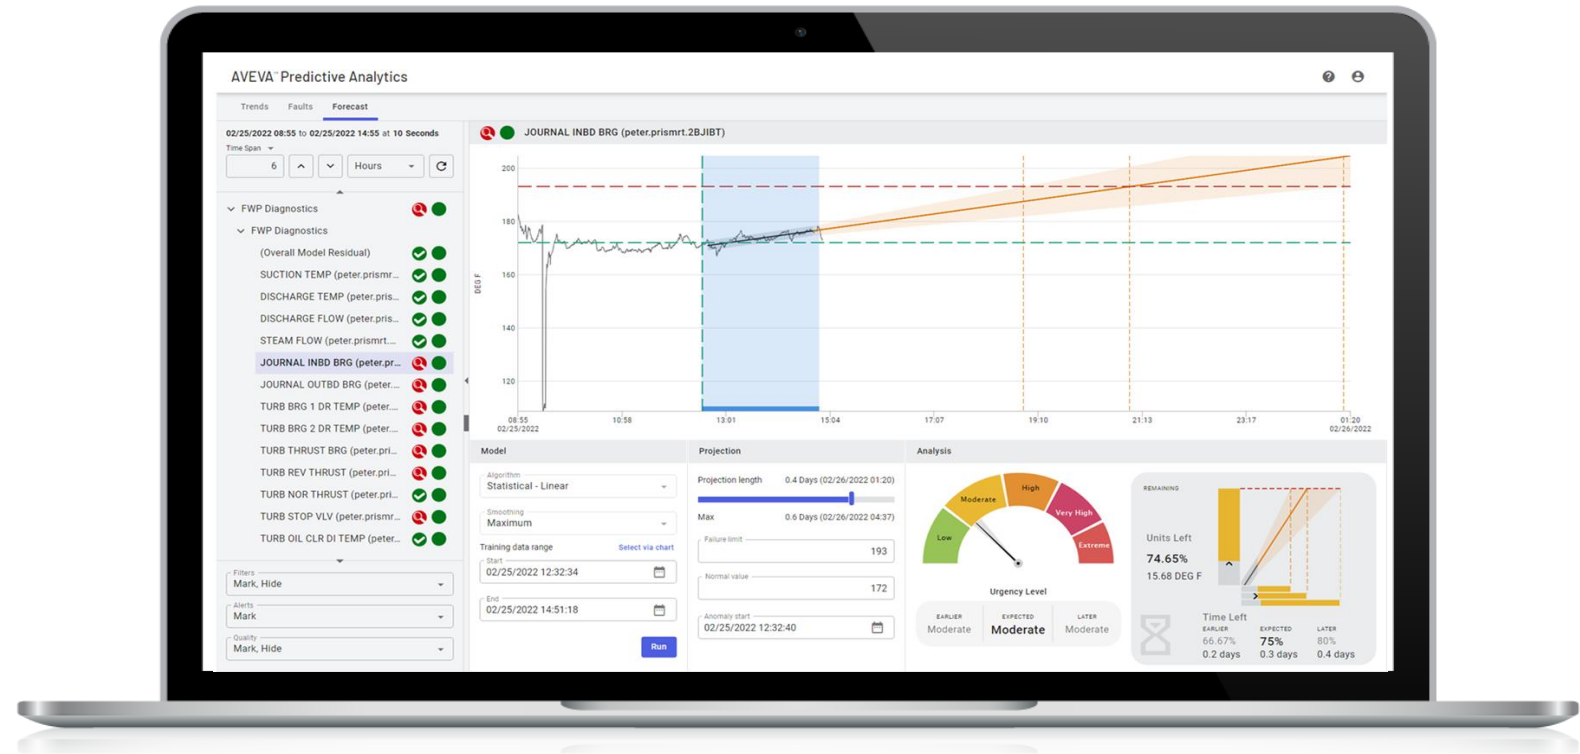 AVEVA™ Predictive Analytics
Trends Faults Forecast
02/25/2022 08:55 to 02/25/2022 14:55 at 10 Seconds
Time Span
6 Hours
FWP Diagnostics
FWP Diagnostics
(Overall Model Residual)
SUCTION TEMP (peter.prismr...
DISCHARGE TEMP (peter.pris...
DISCHARGE FLOW (peter.pris...
STEAM FLOW (peter.prismrt....
JOURNAL INBD BRG (peter.pr...
JOURNAL OUTBD BRG (peter....
TURB BRG 1 DR TEMP (peter....
TURB BRG 2 DR TEMP (peter....
TURB THRUST BRG (peter.pri...
TURB REV THRUST (peter.pri...
TURB NOR THRUST (peter.pri...
TURB STOP VLV (peter.prismr...
TURB OIL CLR DI TEMP (peter...
Filters
Mark, Hide
Alerts
Mark
Quality
Mark, Hide
JOURNAL INBD BRG (peter.prismrt.2BJIBT)
200
180
160
140
120
DEG F
08:55 10:58 13:01 15:04 17:07 19:10 21:13 23:17 01:20
02/25/2022 02/26/2022
Model
Algorithm
Statistical - Linear
Smoothing
Maximum
Training data range Select via chart
Start
02/25/2022 12:32:34
End
02/25/2022 14:51:18
Run
Projection
Projection length 0.4 Days (02/26/2022 01:20)
Max 0.6 Days (02/26/2022 04:37)
Failure limit
193
Normal value
172
Anomaly start
02/25/2022 12:32:40
Analysis
Low Moderate High Very High Extreme
Urgency Level
EARLIER EXPECTED LATER
Moderate Moderate Moderate
REMAINING
Units Left
74.65%
15.68 DEG F
Time Left
EARLIER EXPECTED LATER
66.67% 75% 80%
0.2 days 0.3 days 0.4 days